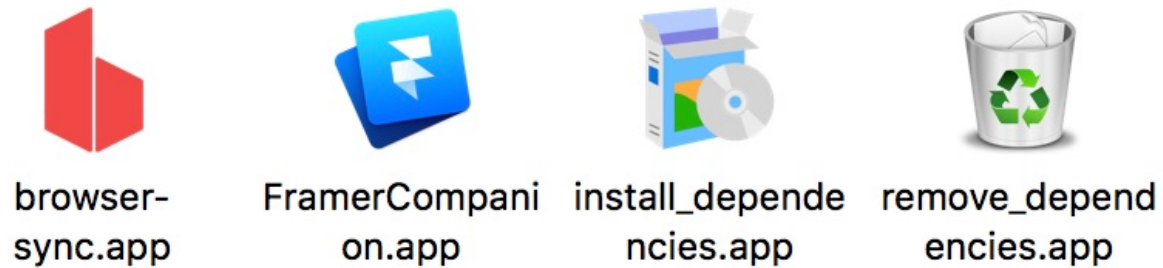 browser-
sync.app
FramerCompani
on.app
install_depende
ncies.app
remove_depend
encies.app